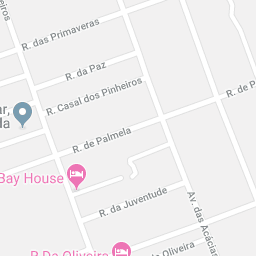 R. das Primaveras
R. da Paz
R. Casal dos Pinheiros
R. de
R. de Palmela
Bay House
R. da Juventude
Av. das
R Da Oliveira
da Oliveira